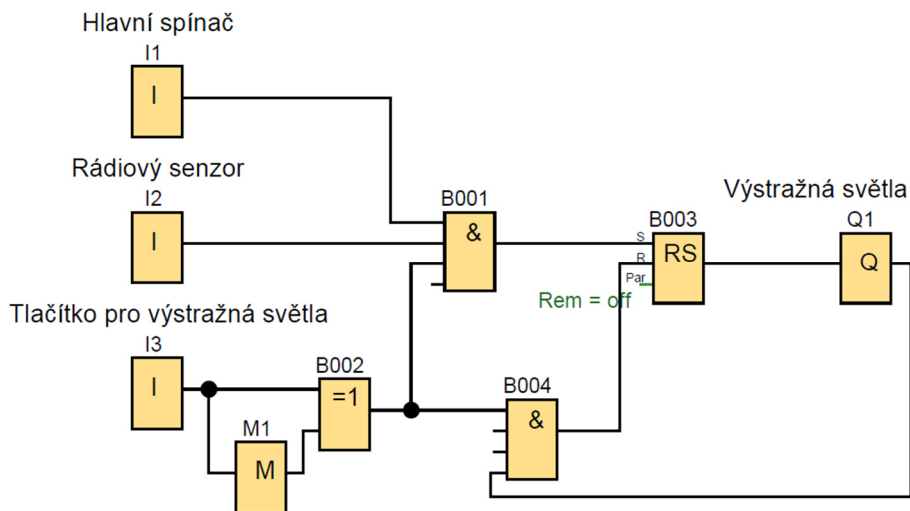 Hlavní spínač
I1
I
Rádiový senzor
I2
I
Tlačítko pro výstražná světla
I3
I
M1
M
B002
=1
B001
&
B004
&
B003
S
R
Par
RS
Rem = off
Výstražná světla
Q1
Q